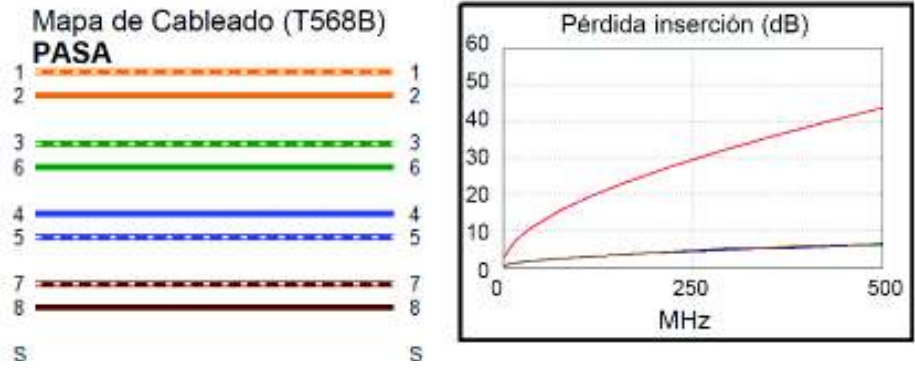 Mapa de Cableado (T568B)
PASA
1 1
2 2
3 3
6 6
4 4
5 5
7 7
8 8
S S
Pérdida inserción (dB)
60
50
40
30
20
10
0
0 250 500
MHz